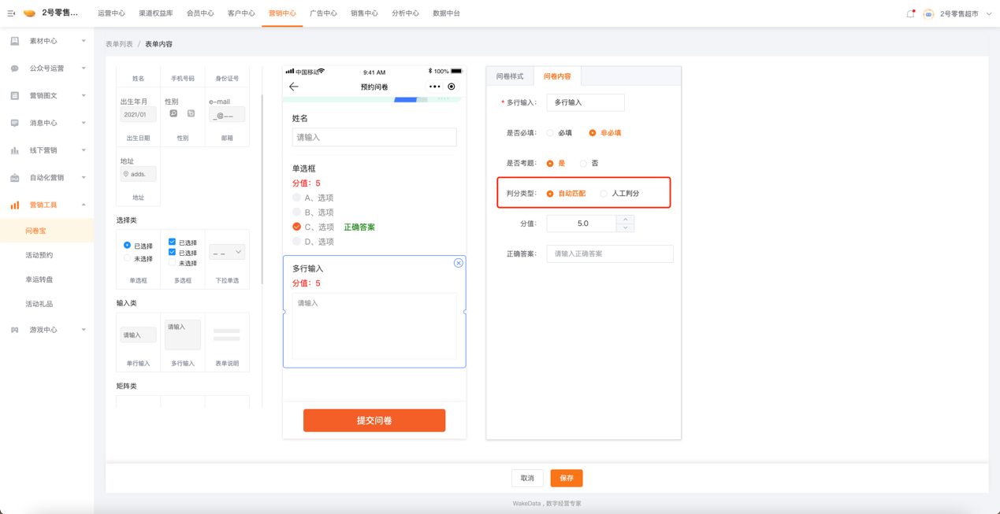 2号零售...
运营中心
渠道权益库
会员中心
客户中心
营销中心
广告中心
销售中心
分析中心
数据中台
2号零售超市
素材中心
公众号运营
营销图文
消息中心
线下营销
自动化营销
营销工具
问卷宝
活动预约
幸运转盘
活动礼品
游戏中心
表单列表 / 表单内容
姓名
手机号码
身份证号
出生年月
性别
e-mail
2021/01
_@__
出生日期
性别
邮箱
地址
adds.
地址
选择类
已选择
未选择
已选择
已选择
未选择
_ _
单选框
多选框
下拉单选
输入类
请输入
请输入
单行输入
多行输入
表单说明
矩阵类
中国移动
9:41 AM
100%
预约问卷
姓名
请输入
单选框
分值：5
A、选项
B、选项
C、选项 正确答案
D、选项
多行输入
分值：5
请输入
提交问卷
问卷样式
问卷内容
* 多行输入： 多行输入
是否必填： 必填 非必填
是否考题： 是 否
判分类型： 自动匹配 人工判分
分值： 5.0
正确答案： 请输入正确答案
取消
保存
WakeData，数字经营专家